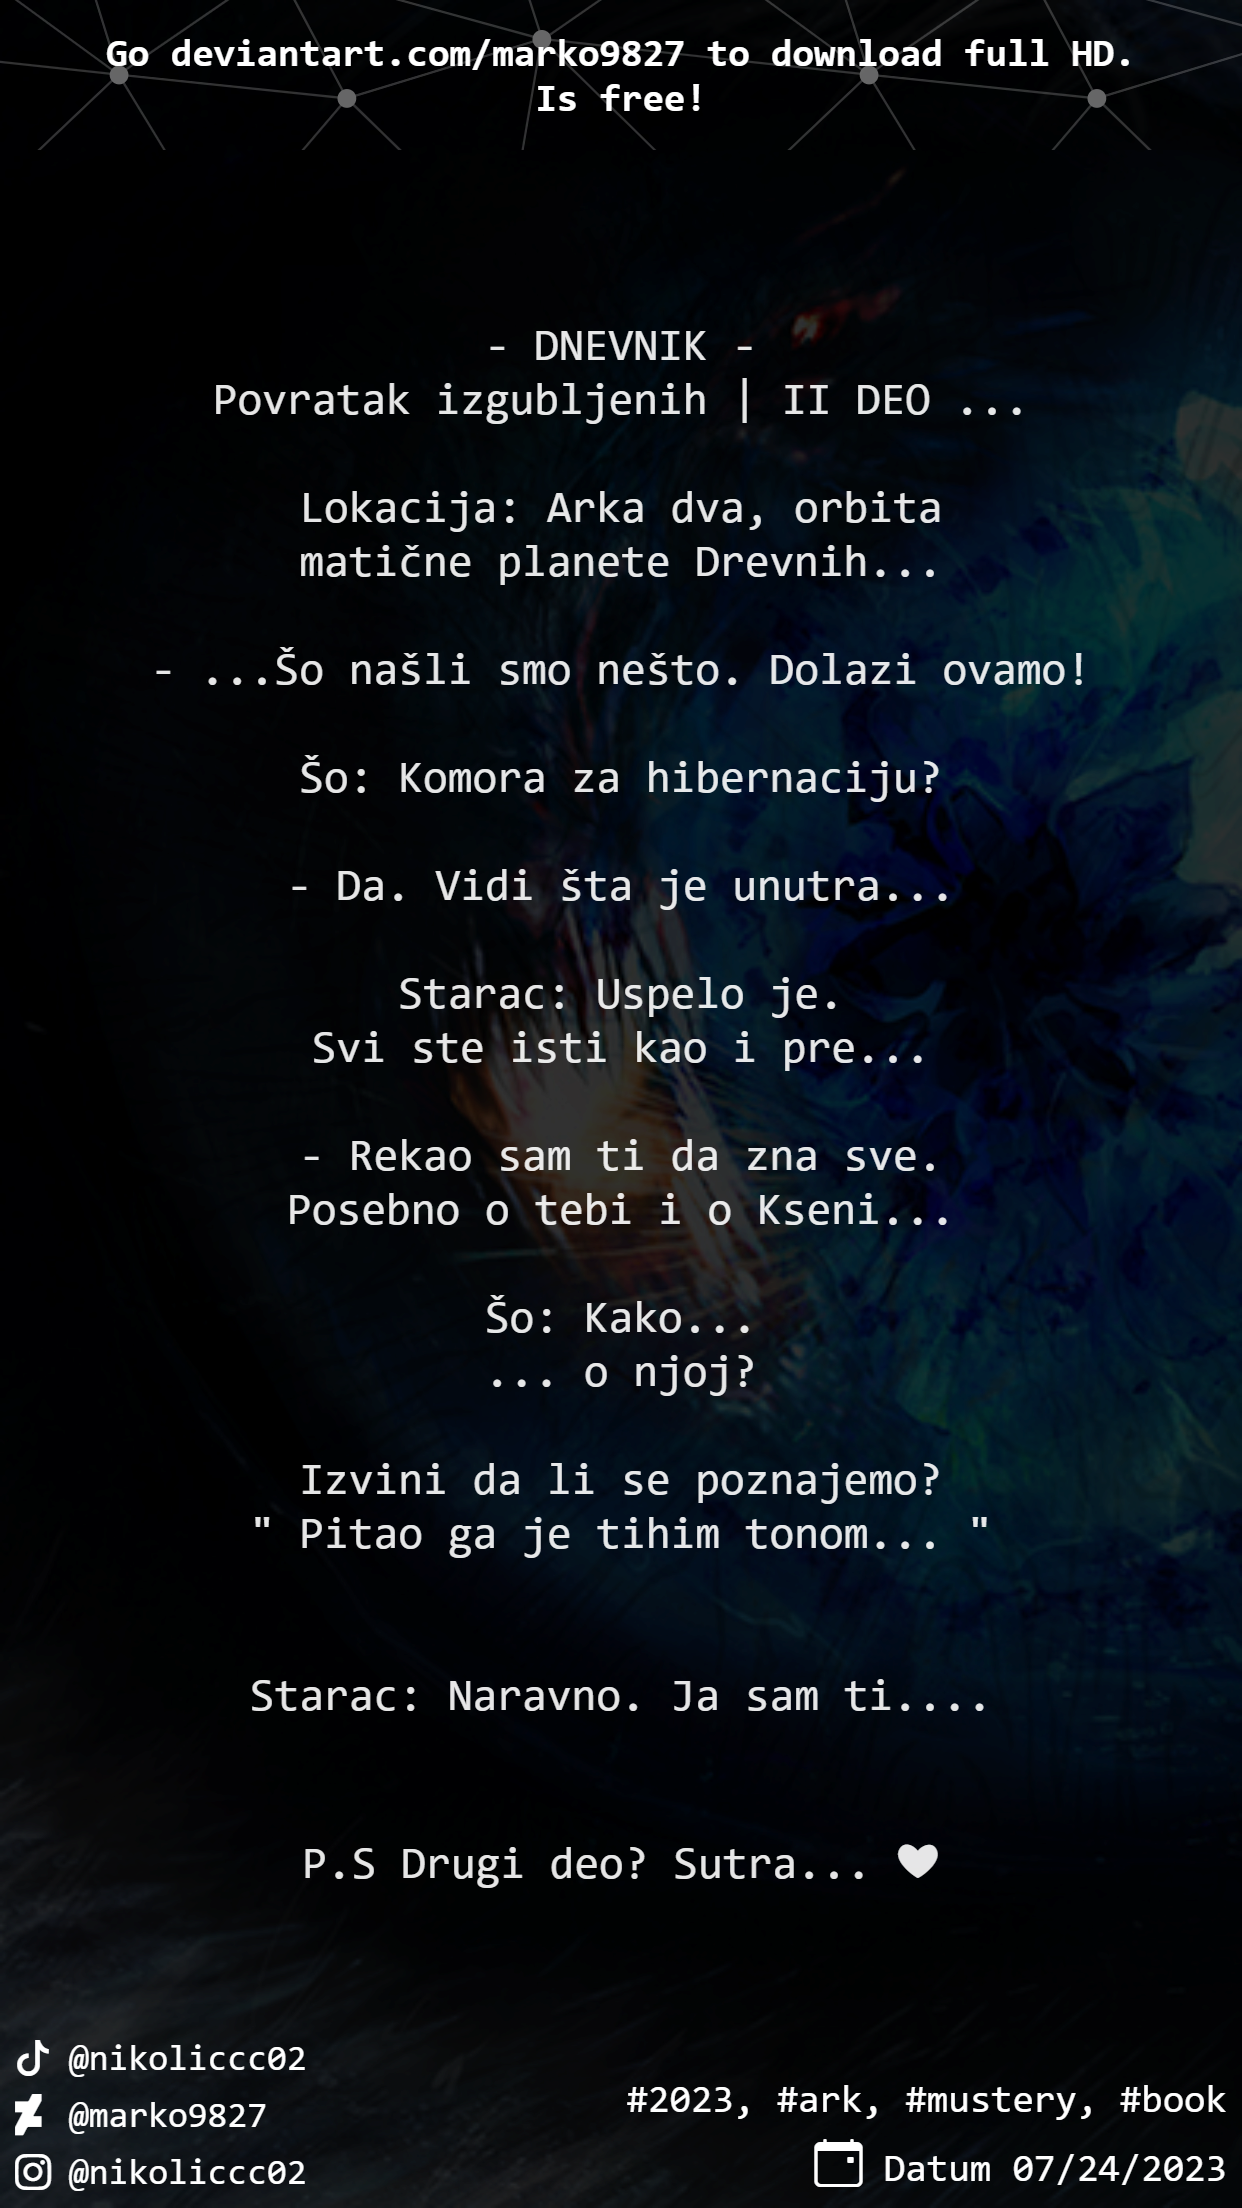 Go deviantart.com/marko9827 to download full HD.
Is free!
- DNEVNIK -
Povratak izgubljenih | II DEO ...
Lokacija: Arka dva, orbita
matične planete Drevnih...
- ...Šo našli smo nešto. Dolazi ovamo!
Šo: Komora za hibernaciju?
- Da. Vidi šta je unutra...
Starac: Uspelo je.
Svi ste isti kao i pre...
- Rekao sam ti da zna sve.
Posebno o tebi i o Kseni...
Šo: Kako...
... o njoj?
Izvini da li se poznajemo?
" Pitao ga je tihim tonom... "
Starac: Naravno. Ja sam ti....
P.S Drugi deo? Sutra... ♥
@nikoliccc02
@marko9827
@nikoliccc02
#2023, #ark, #mustery, #book
Datum 07/24/2023